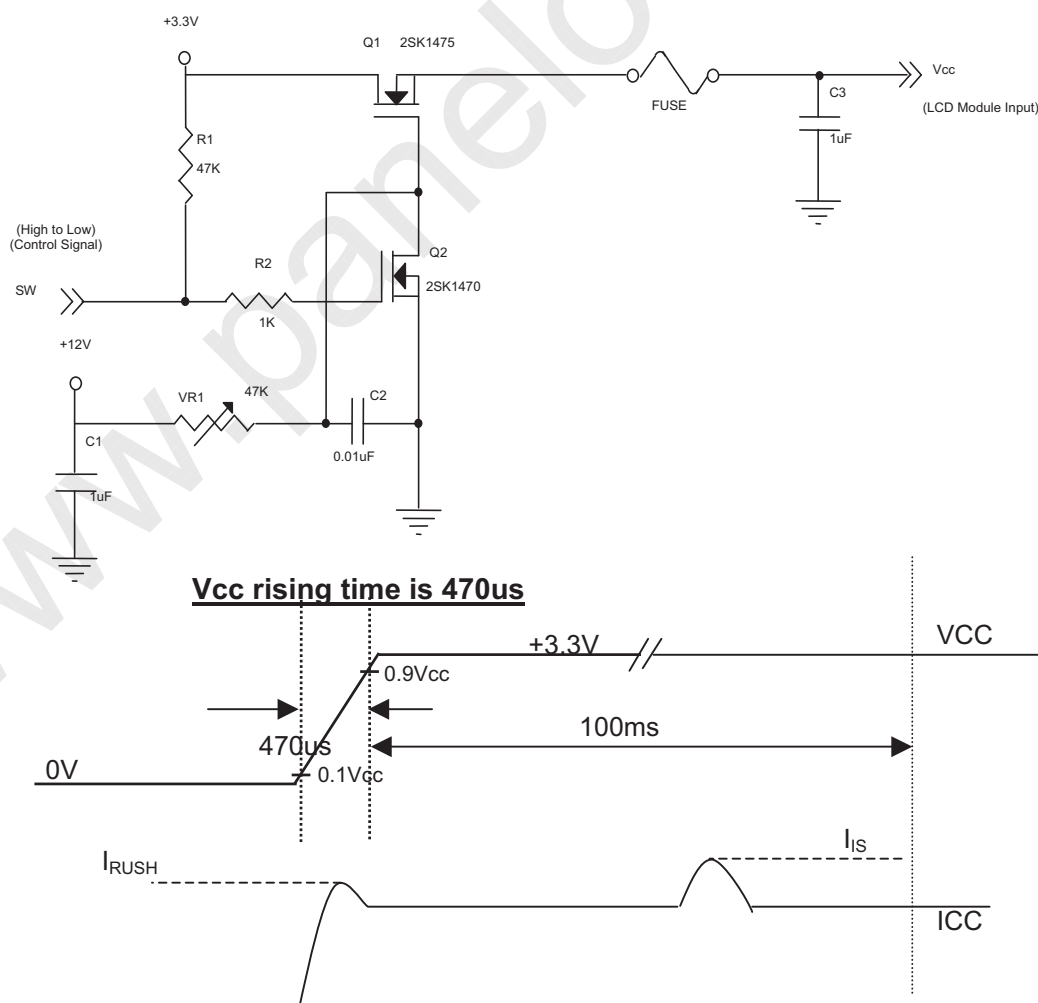 +3.3V
Q1 2SK1475
Vcc
C3
FUSE
(LCD Module Input)
R1
1uF
47K
(High to Low)
(Control Signal)
Q2
R2
2SK1470
SW
1K
+12V
47K
VR1
C2
C1
0.01uF
1uF
Vcc rising time is 470us
VCC
+3.3V
0.9Vcc
100ms
470us
0V
0.1Vcc
IRUSH
IIS
ICC
www.panelo